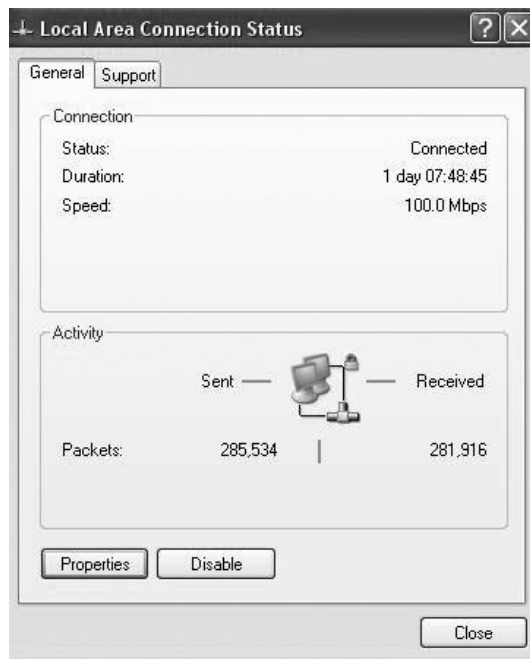 Local Area Connection Status
General Support
Connection
Status: Connected
Duration: 1 day 07:48:45
Speed: 100.0 Mbps
Activity
Sent Received
Packets: 285,534 281,916
Properties Disable
Close